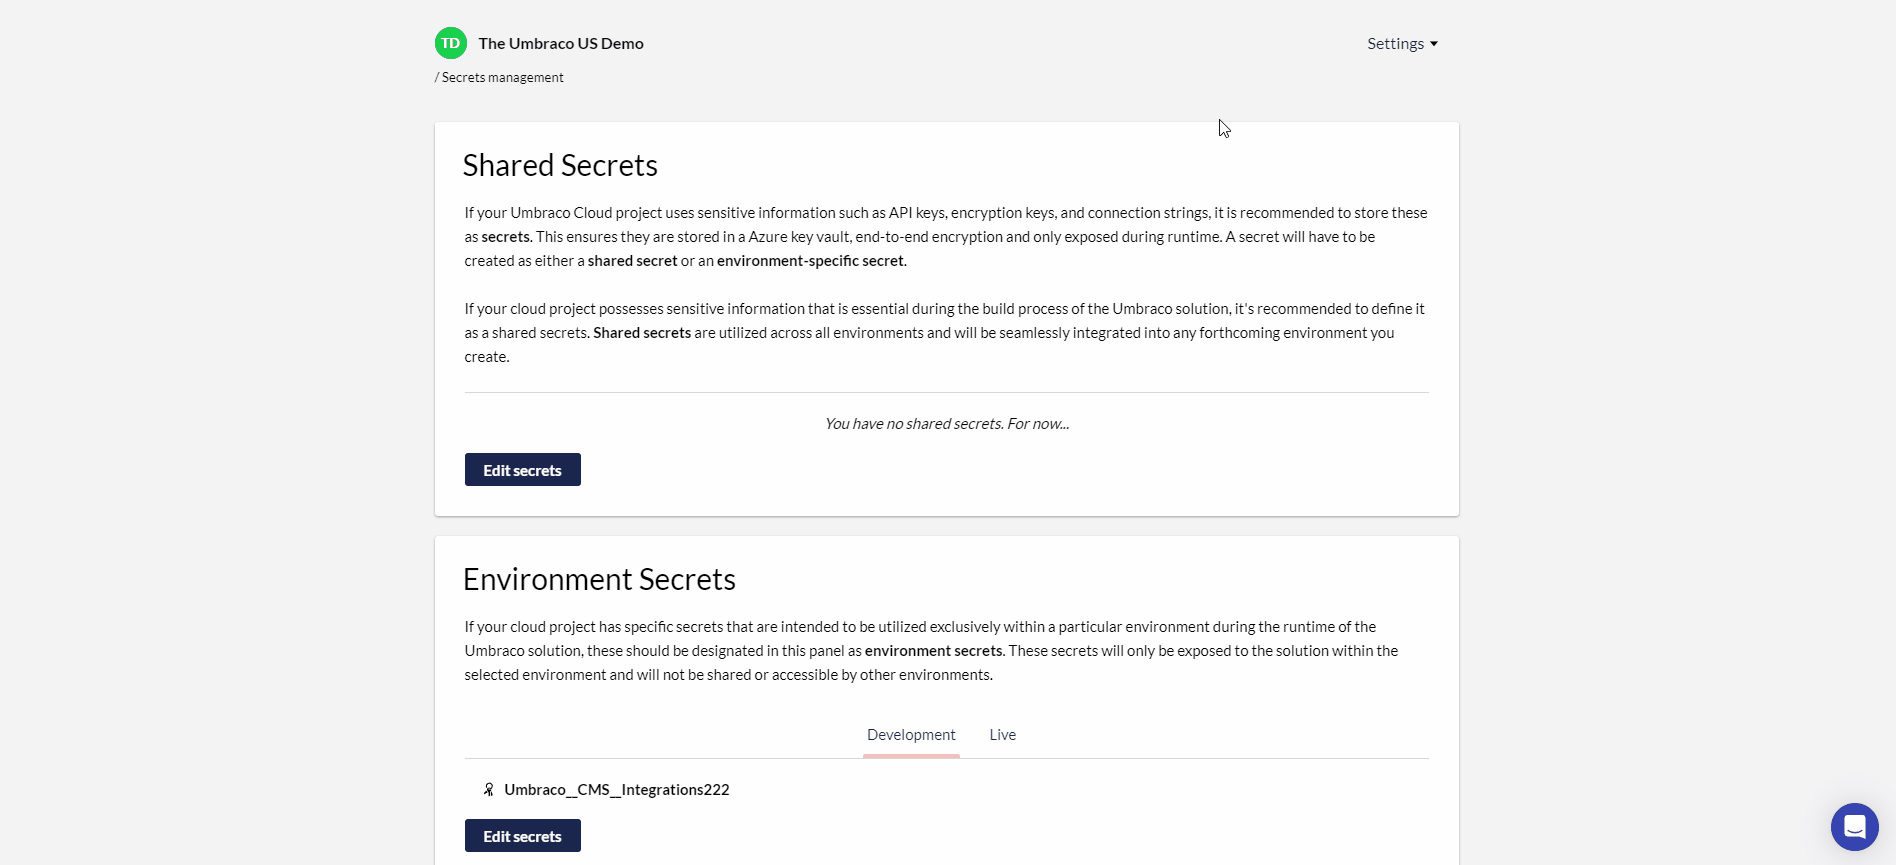 TD The Umbraco US Demo
Settings
/ Secrets management
Shared Secrets
If your Umbraco Cloud project uses sensitive information such as API keys, encryption keys, and connection strings, it is recommended to store these
as secrets. This ensures they are stored in a Azure key vault, end-to-end encryption and only exposed during runtime. A secret will have to be
created as either a shared secret or an environment-specific secret.
If your cloud project possesses sensitive information that is essential during the build process of the Umbraco solution, it's recommended to define it
as a shared secrets. Shared secrets are utilized across all environments and will be seamlessly integrated into any forthcoming environment you
create.
You have no shared secrets. For now...
Edit secrets
Environment Secrets
If your cloud project has specific secrets that are intended to be utilized exclusively within a particular environment during the runtime of the
Umbraco solution, these should be designated in this panel as environment secrets. These secrets will only be exposed to the solution within the
selected environment and will not be shared or accessible by other environments.
Development Live
Umbraco__CMS__Integrations222
Edit secrets